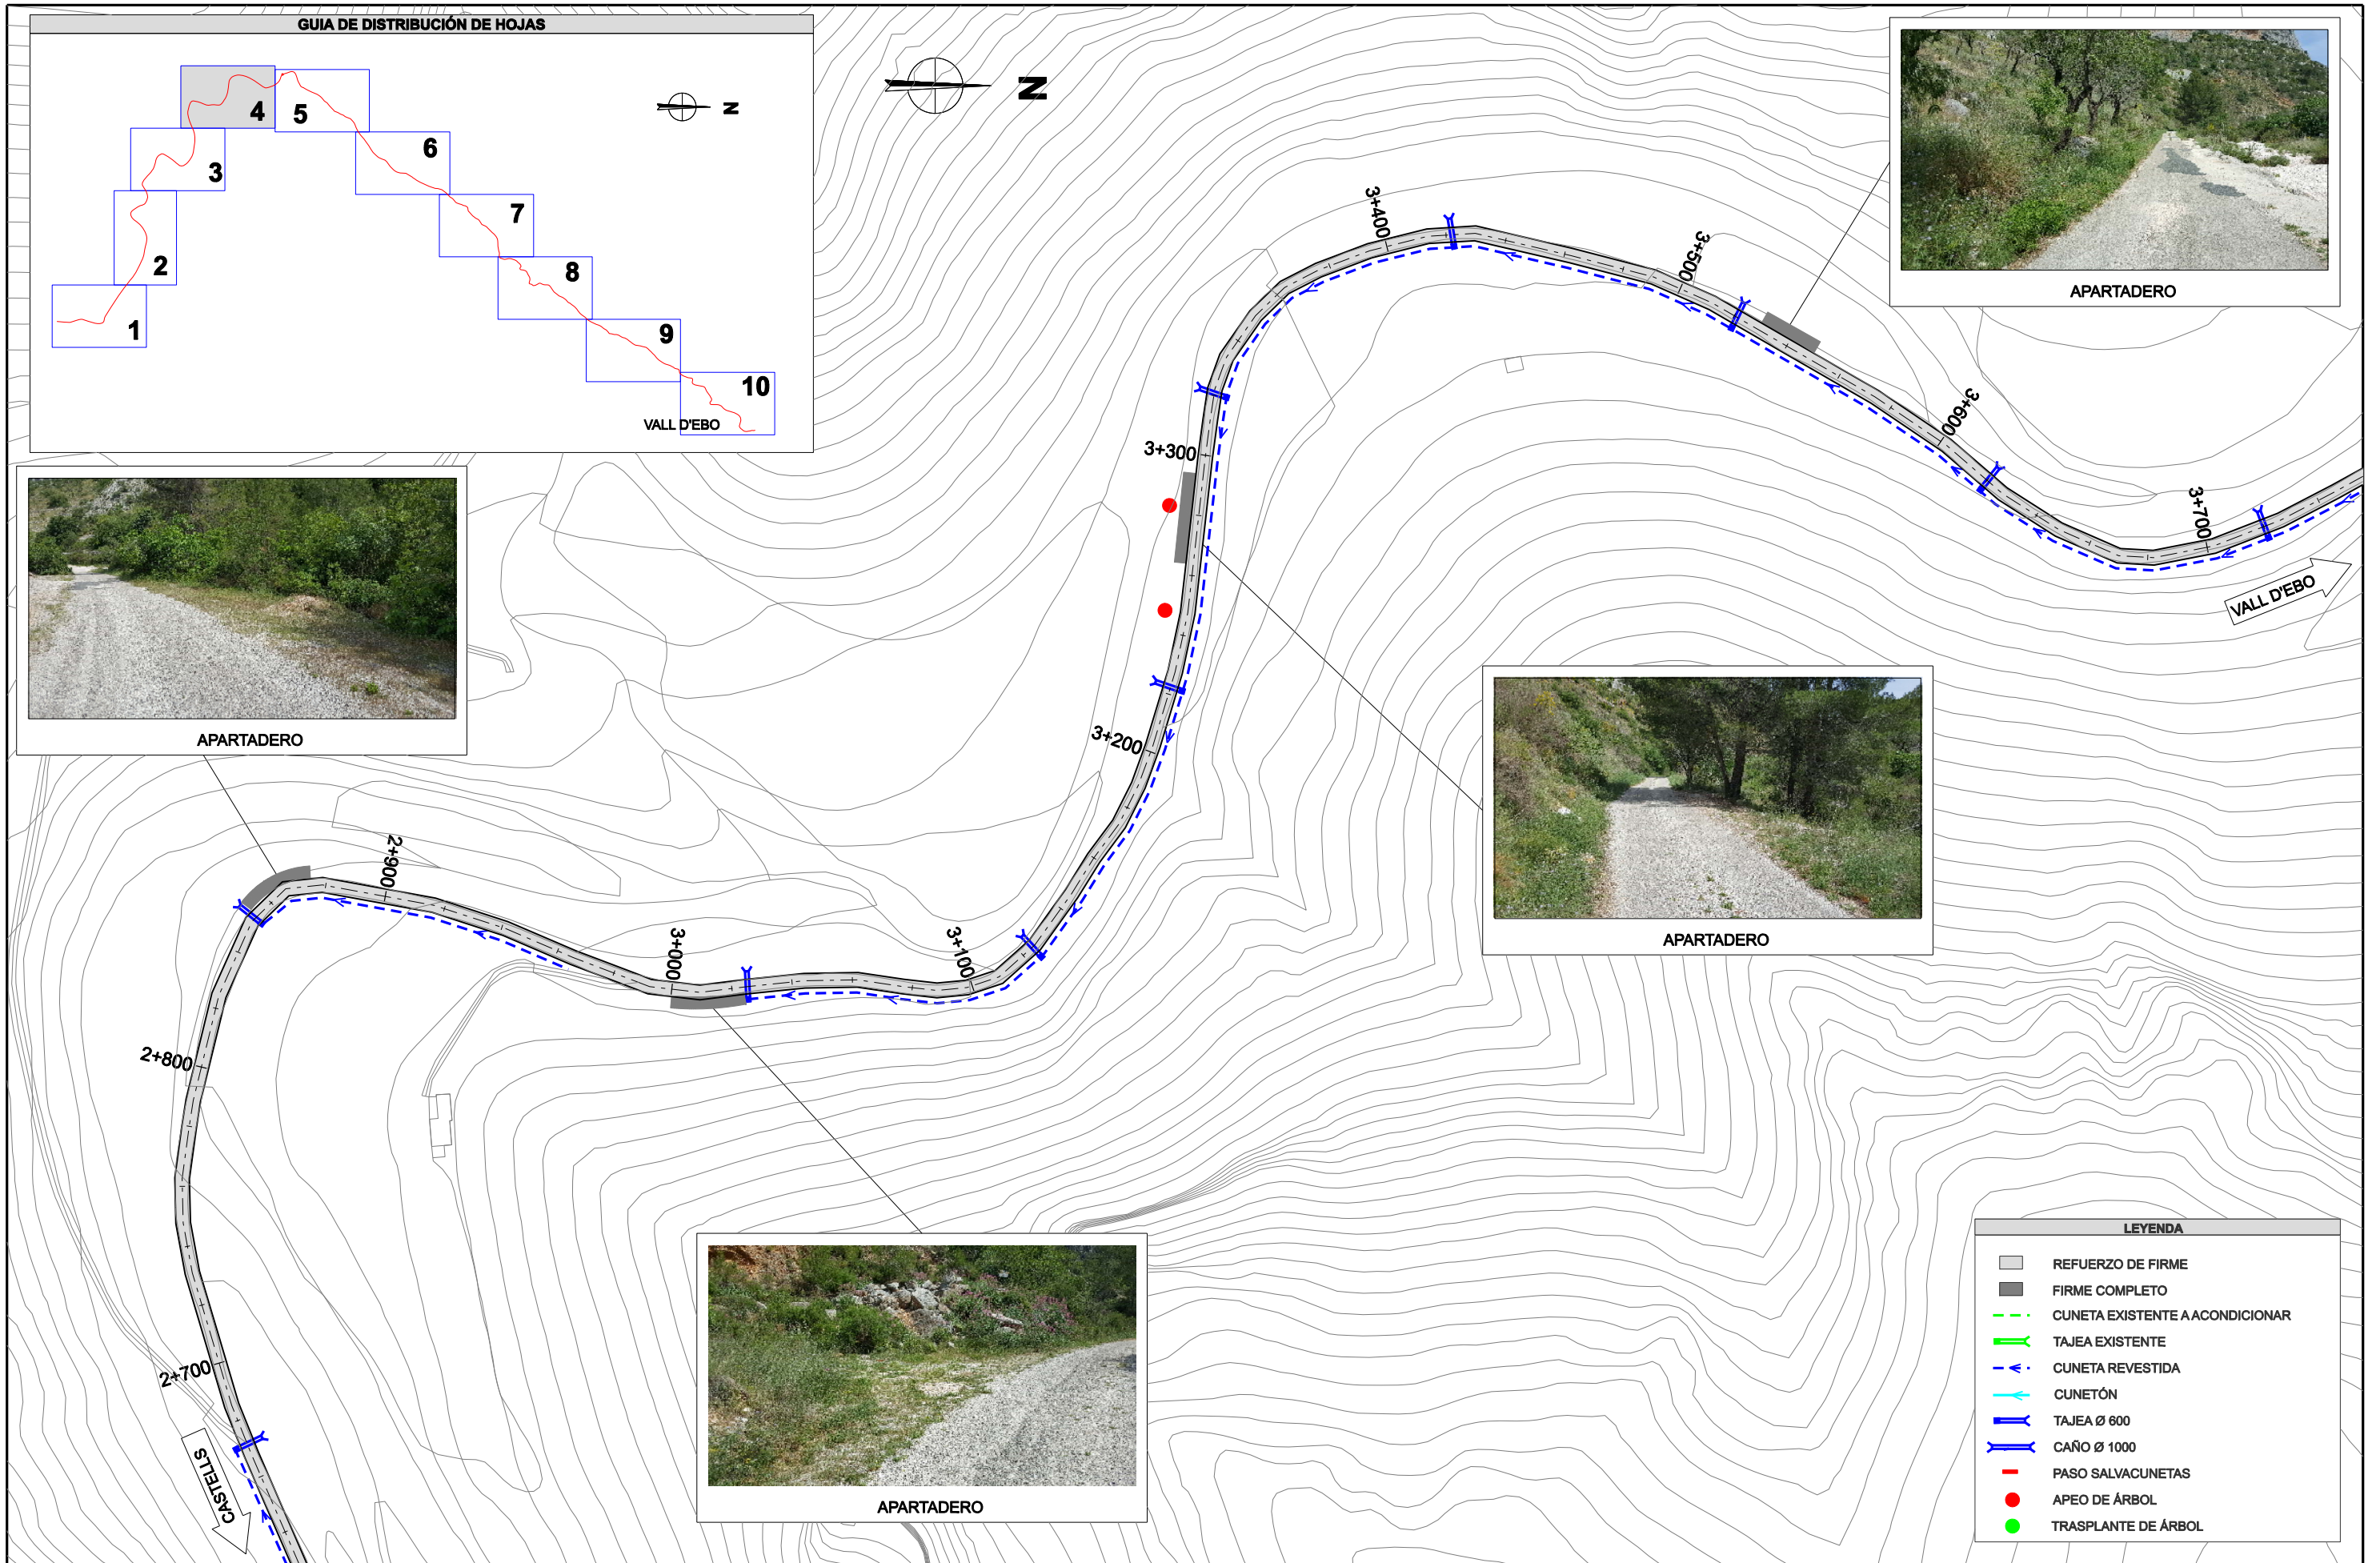 GUIA DE DISTRIBUCIÓN DE HOJAS
4
5
N
3
6
2
7
1
8
9
10
VALL D'EBO
N
APARTADERO
3+400
3+500
3+600
3+300
3+700
VALL D'EBO
APARTADERO
3+200
APARTADERO
2+900
3+000
3+100
2+800
2+700
CASTELLS
APARTADERO
LEYENDA
REFUERZO DE FIRME
FIRME COMPLETO
CUNETA EXISTENTE A ACONDICIONAR
TAJEA EXISTENTE
CUNETA REVESTIDA
CUNETÓN
TAJEA Ø 600
CAÑO Ø 1000
PASO SALVACUNETAS
APEO DE ÁRBOL
TRASPLANTE DE ÁRBOL